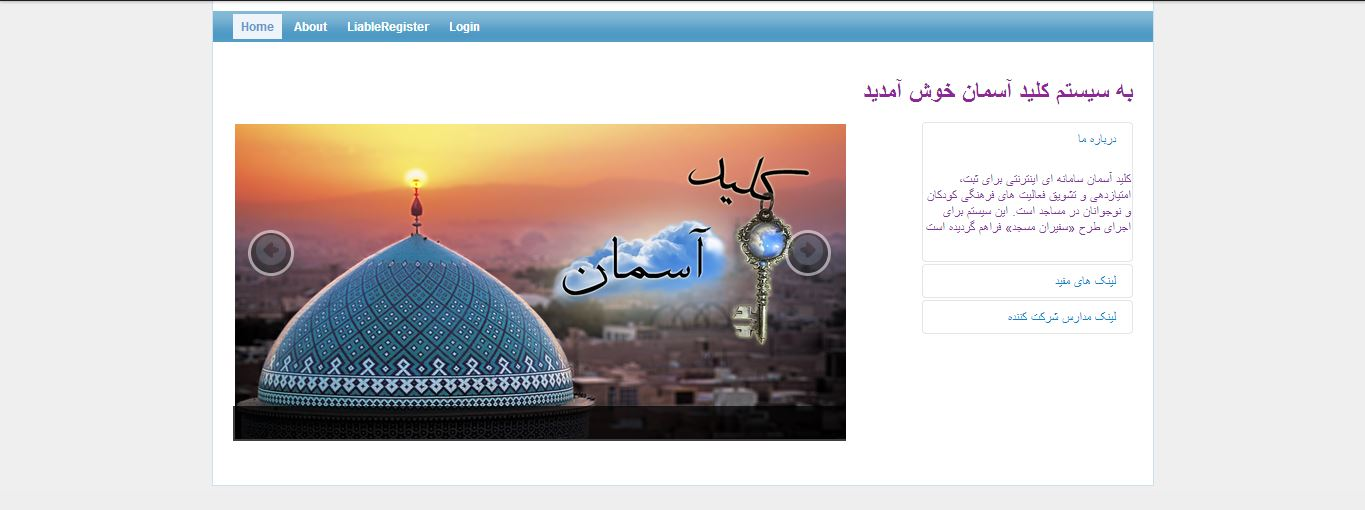 Home About LiableRegister Login
به سیستم کلید آسمان خوش آمدید
درباره ما
کلید آسمان سامانه ای اینترنتی برای ثبت،
امتیازدهی و تشویق فعالیت های فرهنگی کودکان
و نوجوانان در مساجد است. این سیستم برای
اجرای طرح «سفیران مسجد» فراهم گردیده است
لینک های مفید
لینک مدارس شرکت کننده
کلید
آسمان